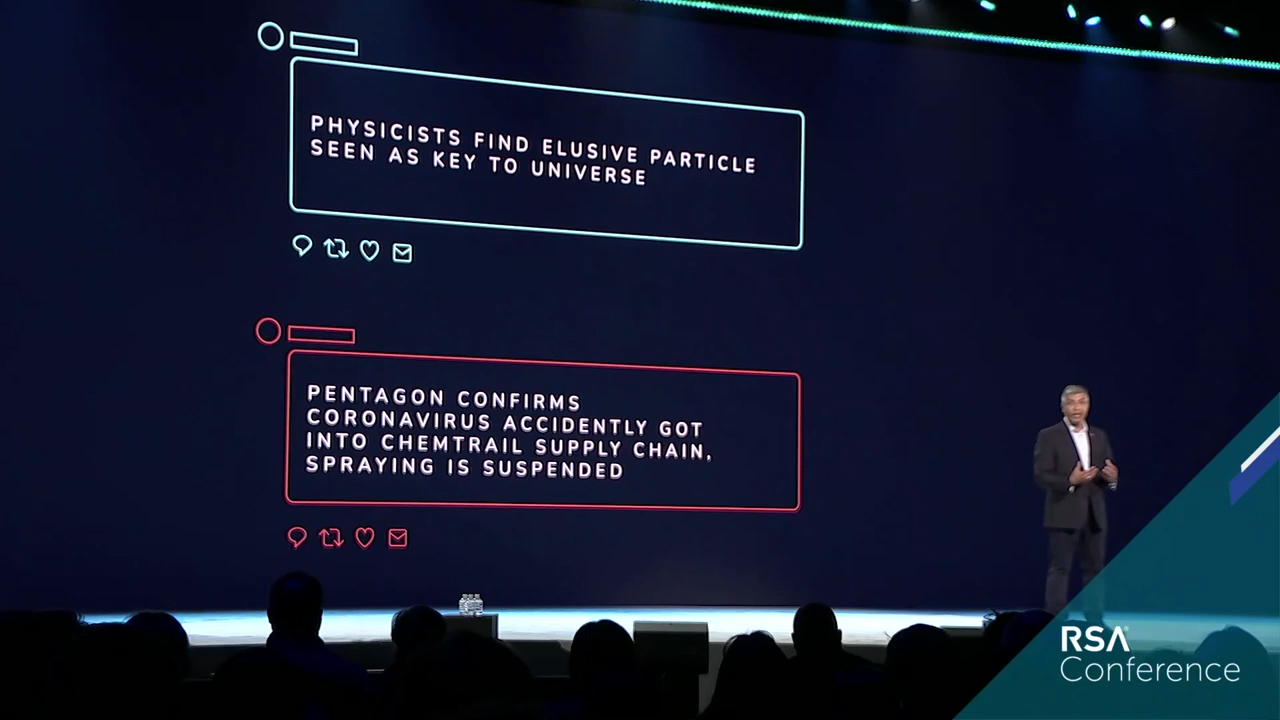 PHYSICISTS FIND ELUSIVE PARTICLE
SEEN AS KEY TO UNIVERSE
PENTAGON CONFIRMS
CORONAVIRUS ACCIDENTLY GOT
INTO CHEMTRAIL SUPPLY CHAIN,
SPRAYING IS SUSPENDED
RSA®
Conference